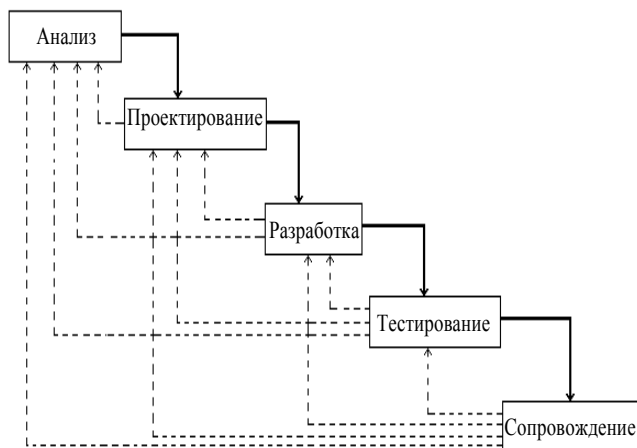 Анализ
Проектирование
Разработка
Тестирование
Сопровождение